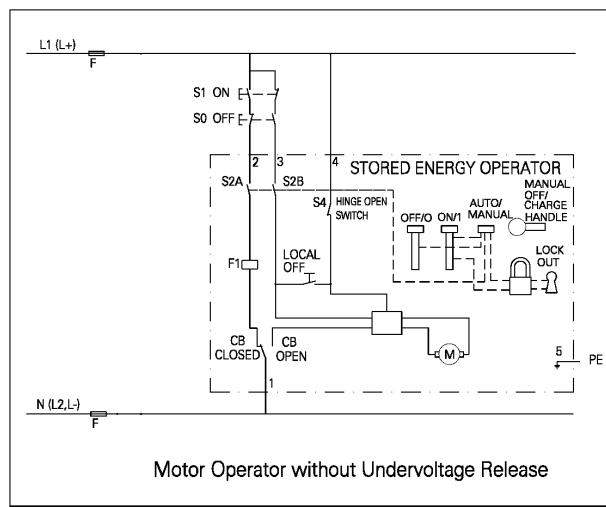 L1 (L+)
F
S1 ON
S0 OFF
2 3 4
STORED ENERGY OPERATOR
S2A S2B
S4 HINGE OPEN
SWITCH
OFF/O ON/1
AUTO/
MANUAL
MANUAL
OFF/
CHARGE
HANDLE
LOCK
OUT
F1
LOCAL
OFF
CB
CLOSED
CB
OPEN
M
5
PE
1
N (L2,L-)
F
Motor Operator without Undervoltage Release